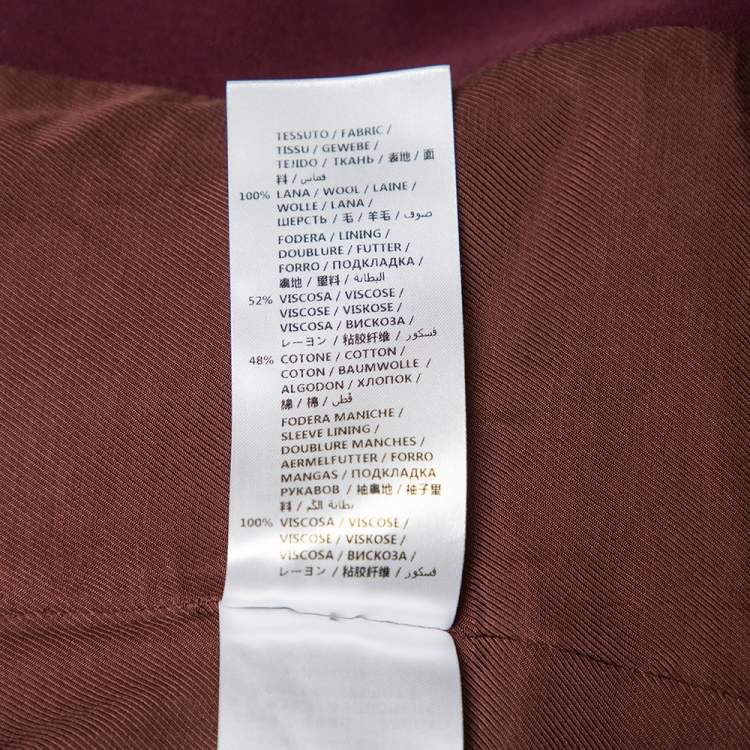 TESSUTO / FABRIC /
TISSU / GEWEBE /
TEJIDO / ТКАНЬ / 表地 / 面
料 / قماس
100% LANA / WOOL / LAINE /
WOLLE / LANA /
ШЕРСТЬ / 毛 / 羊毛 / صوف
FODERA / LINING /
DOUBLURE / FUTTER /
FORRO / ПОДКЛАДКА /
裏地 / 里料 / البطانة
52% VISCOSA / VISCOSE /
VISCOSE / VISKOSE /
VISCOSA / ВИСКОЗА /
レーヨン / 粘胶纤维 / فسكور
48% COTONE / COTTON /
COTON / BAUMWOLLE /
ALGODON / ХЛОПОК /
綿 / 棉 / قطن
FODERA MANICHE /
SLEEVE LINING /
DOUBLURE MANCHES /
AERMELFUTTER / FORRO
MANGAS / ПОДКЛАДКА
РУКАВОВ / 袖裏地 / 袖子里
料 / بطانة الكم
100% VISCOSA / VISCOSE /
VISCOSE / VISKOSE /
VISCOSA / ВИСКОЗА /
レーヨン / 粘胶纤维 / فسكور